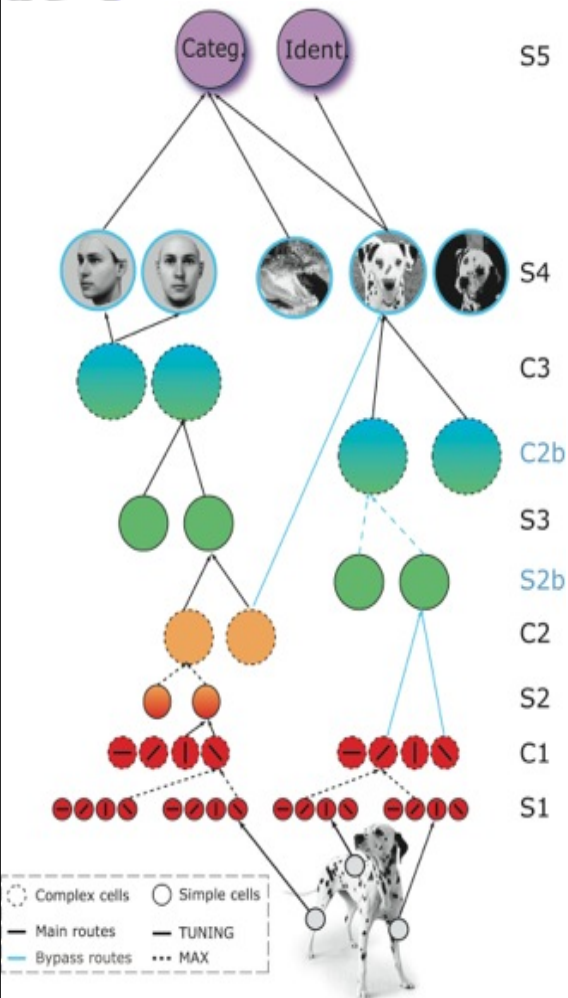 Categ.
Ident.
S5
S4
C3
C2b
S3
S2b
C2
S2
C1
S1
Complex cells
Simple cells
Main routes
TUNING
Bypass routes
MAX